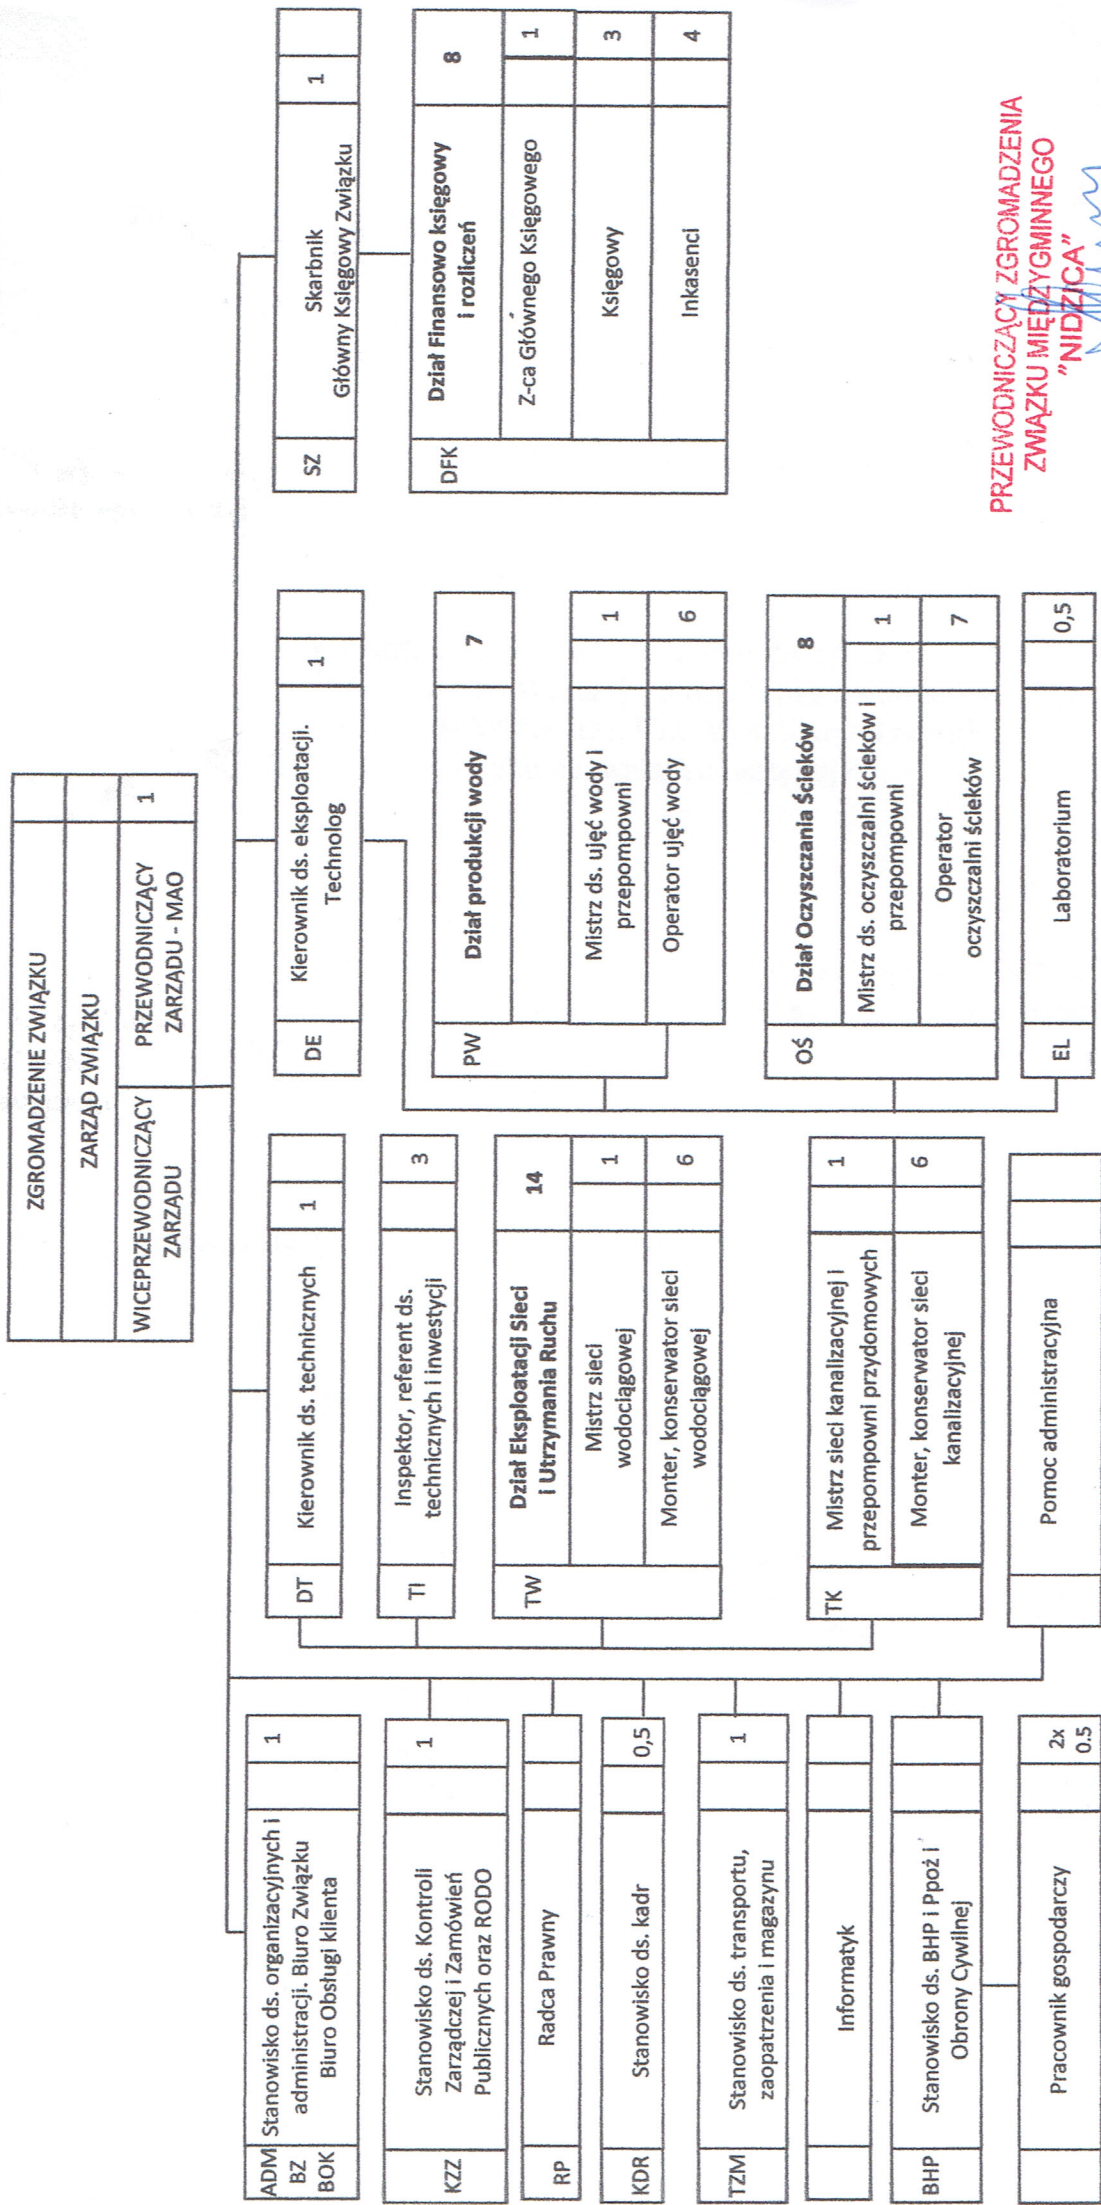 ZGROMADZENIE ZWIĄZKU
ZARZĄD ZWIĄZKU
WICEPRZEWODNICZĄCY
ZARZĄDU
PRZEWODNICZĄCY
ZARZĄDU - MAO
1
ADM
BZ
BOK
Stanowisko ds. organizacyjnych i
administracji. Biuro Związku
Biuro Obsługi klienta
1
KZZ
Stanowisko ds. Kontroli
Zarządczej i Zamówień
Publicznych oraz RODO
1
RP
Radca Prawny
KDR
Stanowisko ds. kadr
0,5
TZM
Stanowisko ds. transportu,
zaopatrzenia i magazynu
1
Informatyk
BHP
Stanowisko ds. BHP i Ppoż i
Obrony Cywilnej
Pracownik gospodarczy
2x
0.5
DT
Kierownik ds. technicznych
1
TI
Inspektor, referent ds.
technicznych i inwestycji
3
TW
Dział Eksploatacji Sieci
i Utrzymania Ruchu
14
Mistrz sieci
wodociągowej
1
Monter, konserwator sieci
wodociągowej
6
TK
Mistrz sieci kanalizacyjnej i
przepompowni przydomowych
1
Monter, konserwator sieci
kanalizacyjnej
6
Pomoc administracyjna
DE
Kierownik ds. eksploatacji.
Technolog
1
PW
Dział produkcji wody
7
Mistrz ds. ujęć wody i
przepompowni
1
Operator ujęć wody
6
OŚ
Dział Oczyszczania Ścieków
8
Mistrz ds. oczyszczalni ścieków i
przepompowni
1
Operator
oczyszczalni ścieków
7
EL
Laboratorium
0,5
SZ
Skarbnik
Główny Księgowy Związku
1
DFK
Dział Finansowo księgowy
i rozliczeń
8
Z-ca Głównego Księgowego
1
Księgowy
3
Inkasenci
4
PRZEWODNICZĄCY ZGROMADZENIA
ZWIĄZKU MIĘDZYGMINNEGO
"NIDZICA"